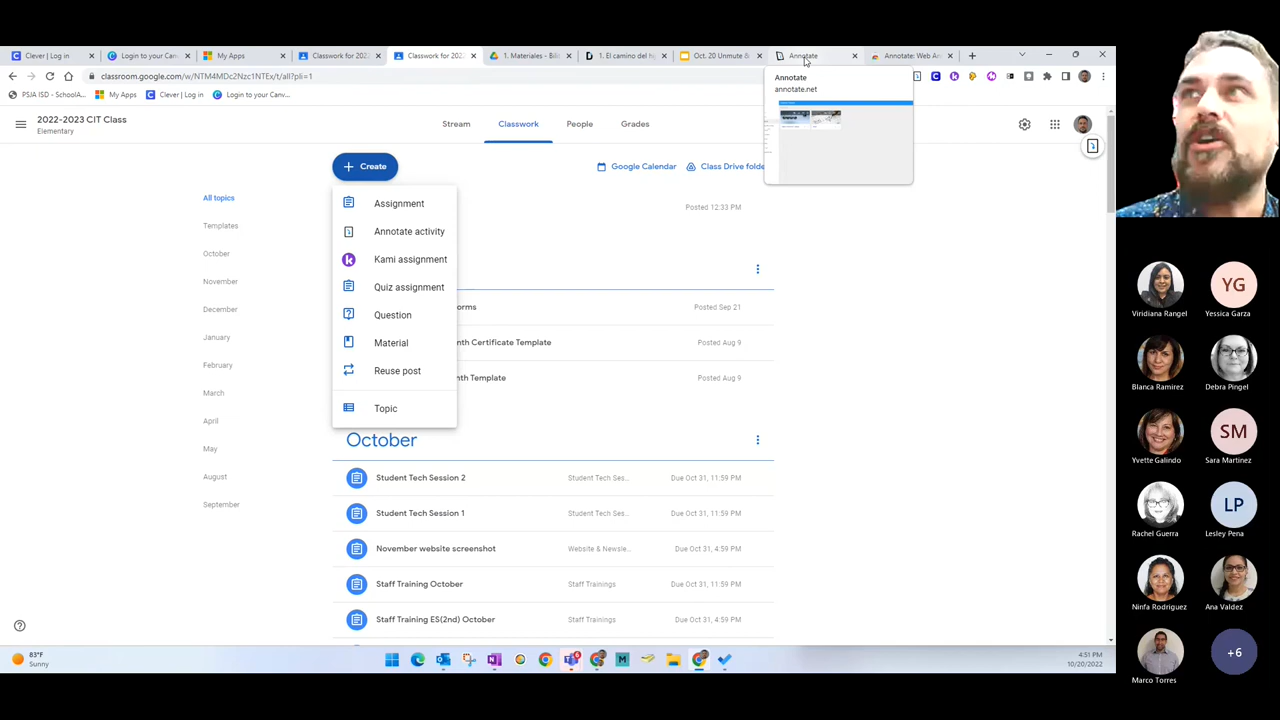 Clever | Log in
Login to your Can
My Apps
Classwork for 202
Classwork for 202
1. Materiales - Bili
1. El camino del h
Oct. 20 Unmute &
Annotate
Annotate: Web A
classroom.google.com/w/NTM4MDc2Nzc1NTEx/t/all?pli=1
PSJA ISD - SchoolA...
My Apps
Clever | Log in
Login to your Canv...
Annotate
annotate.net
2022-2023 CIT Class
Elementary
Stream
Classwork
People
Grades
+ Create
Google Calendar
Class Drive folde
All topics
Templates
October
November
December
January
February
March
April
May
August
September
Assignment
Annotate activity
Kami assignment
Quiz assignment
Question
Material
Reuse post
Topic
Posted 12:33 PM
orms
Posted Sep 21
nth Certificate Template
Posted Aug 9
nth Template
Posted Aug 9
October
Student Tech Session 2
Student Tech Ses...
Due Oct 31, 11:59 PM
Student Tech Session 1
Student Tech Ses...
Due Oct 31, 11:59 PM
November website screenshot
Website & Newsle...
Due Oct 31, 4:59 PM
Staff Training October
Staff Trainings
Due Oct 31, 11:59 PM
Staff Training ES(2nd) October
Staff Trainings
Due Oct 31, 4:59 PM
83°F
Sunny
4:51 PM
10/20/2022
Viridiana Rangel
YG
Yessica Garza
Blanca Ramirez
Debra Pingel
Yvette Galindo
SM
Sara Martinez
Rachel Guerra
LP
Lesley Pena
Ninfa Rodriguez
Ana Valdez
Marco Torres
+6